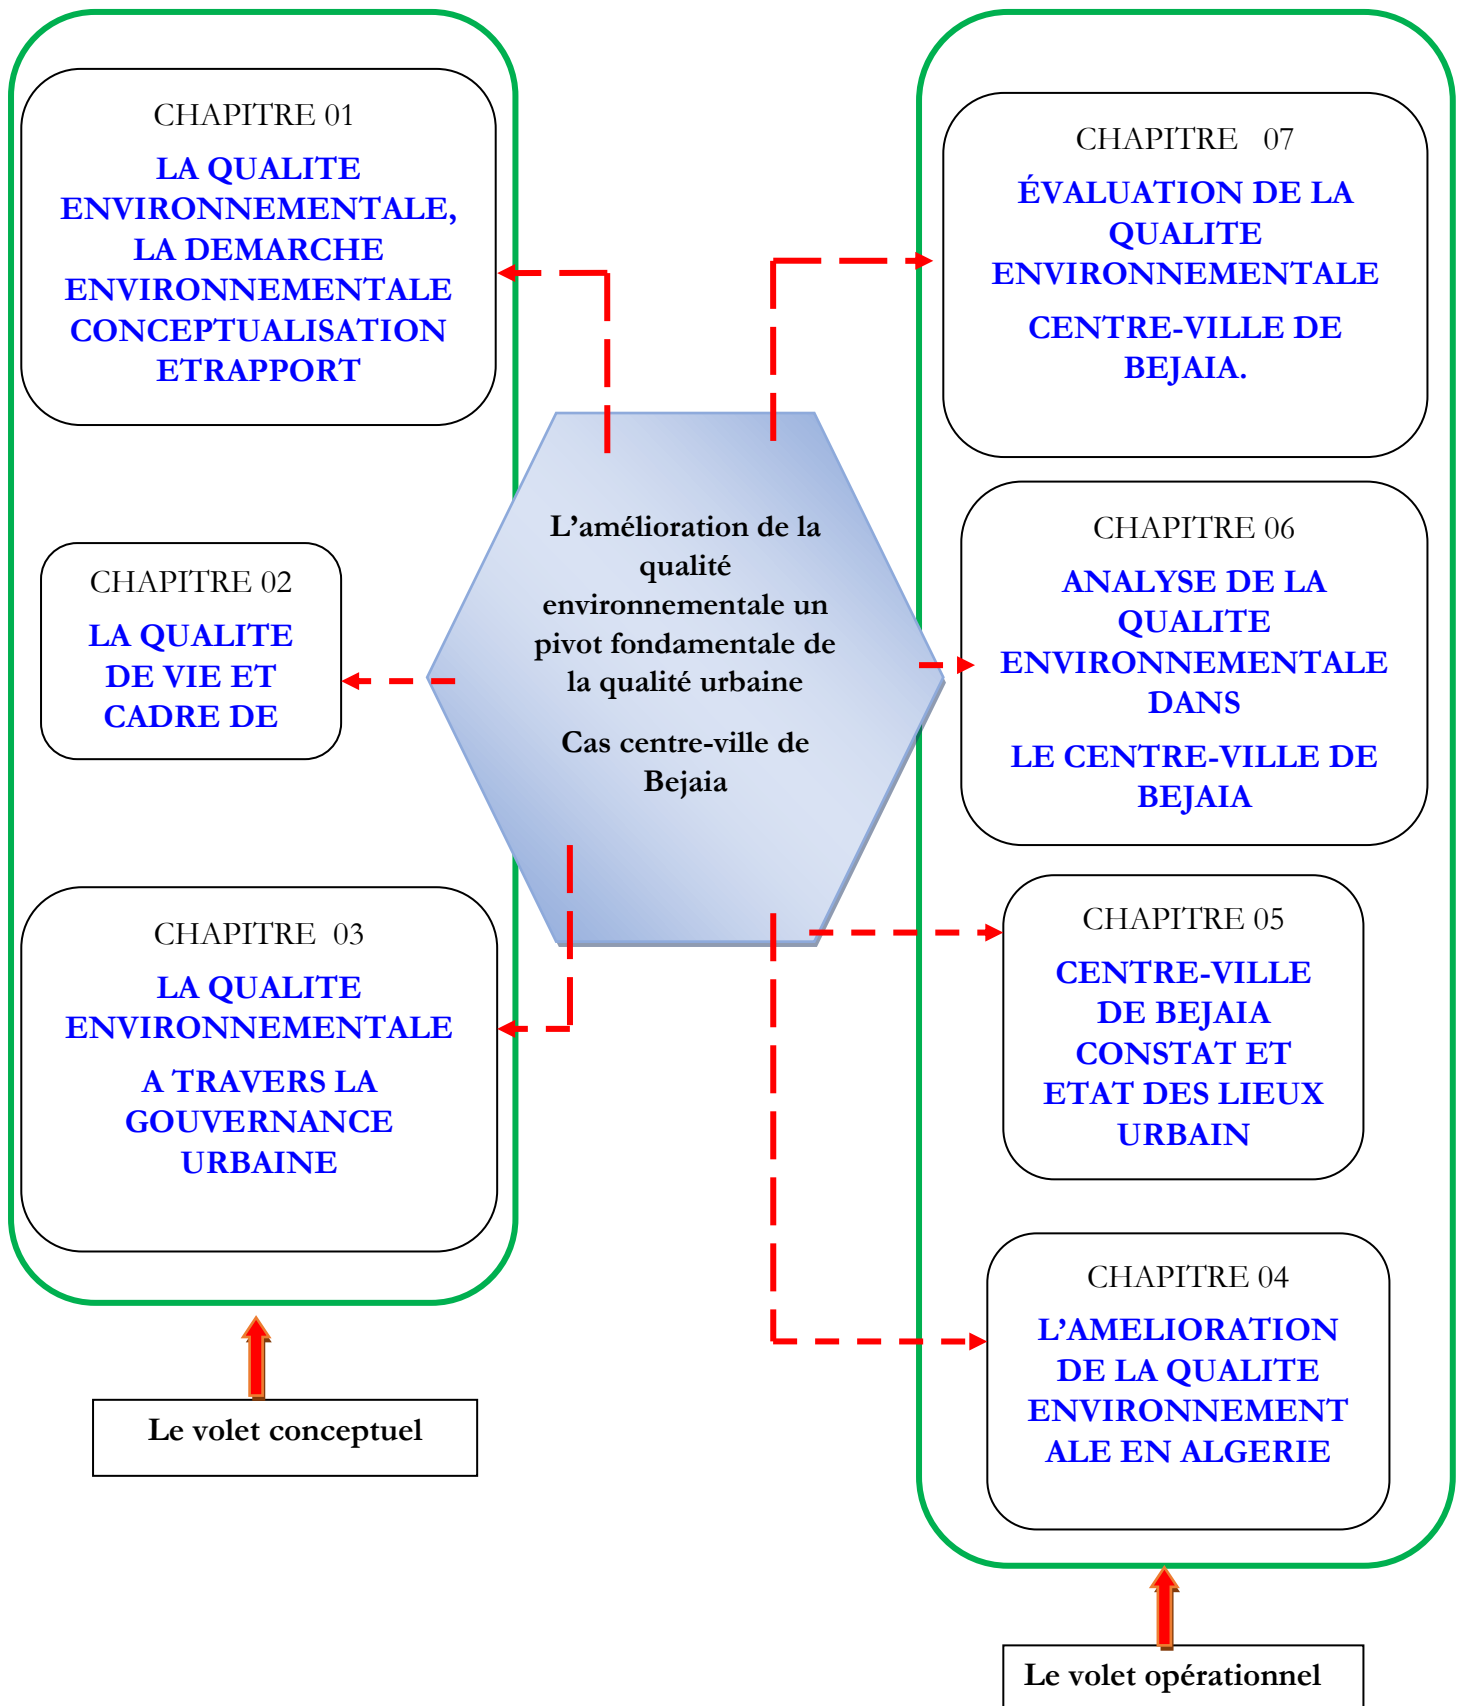 CHAPITRE 01
LA QUALITE
ENVIRONNEMENTALE,
LA DEMARCHE
ENVIRONNEMENTALE
CONCEPTUALISATION
ETRAPPORT
CHAPITRE 02
LA QUALITE
DE VIE ET
CADRE DE
CHAPITRE 03
LA QUALITE
ENVIRONNEMENTALE
A TRAVERS LA
GOUVERNANCE
URBAINE
Le volet conceptuel
L’amélioration de la
qualité
environnementale un
pivot fondamentale de
la qualité urbaine
Cas centre-ville de
Bejaia
CHAPITRE 07
ÉVALUATION DE LA
QUALITE
ENVIRONNEMENTALE
CENTRE-VILLE DE
BEJAIA.
CHAPITRE 06
ANALYSE DE LA
QUALITE
ENVIRONNEMENTALE
DANS
LE CENTRE-VILLE DE
BEJAIA
CHAPITRE 05
CENTRE-VILLE
DE BEJAIA
CONSTAT ET
ETAT DES LIEUX
URBAIN
CHAPITRE 04
L’AMELIORATION
DE LA QUALITE
ENVIRONNEMENT
ALE EN ALGERIE
Le volet opérationnel